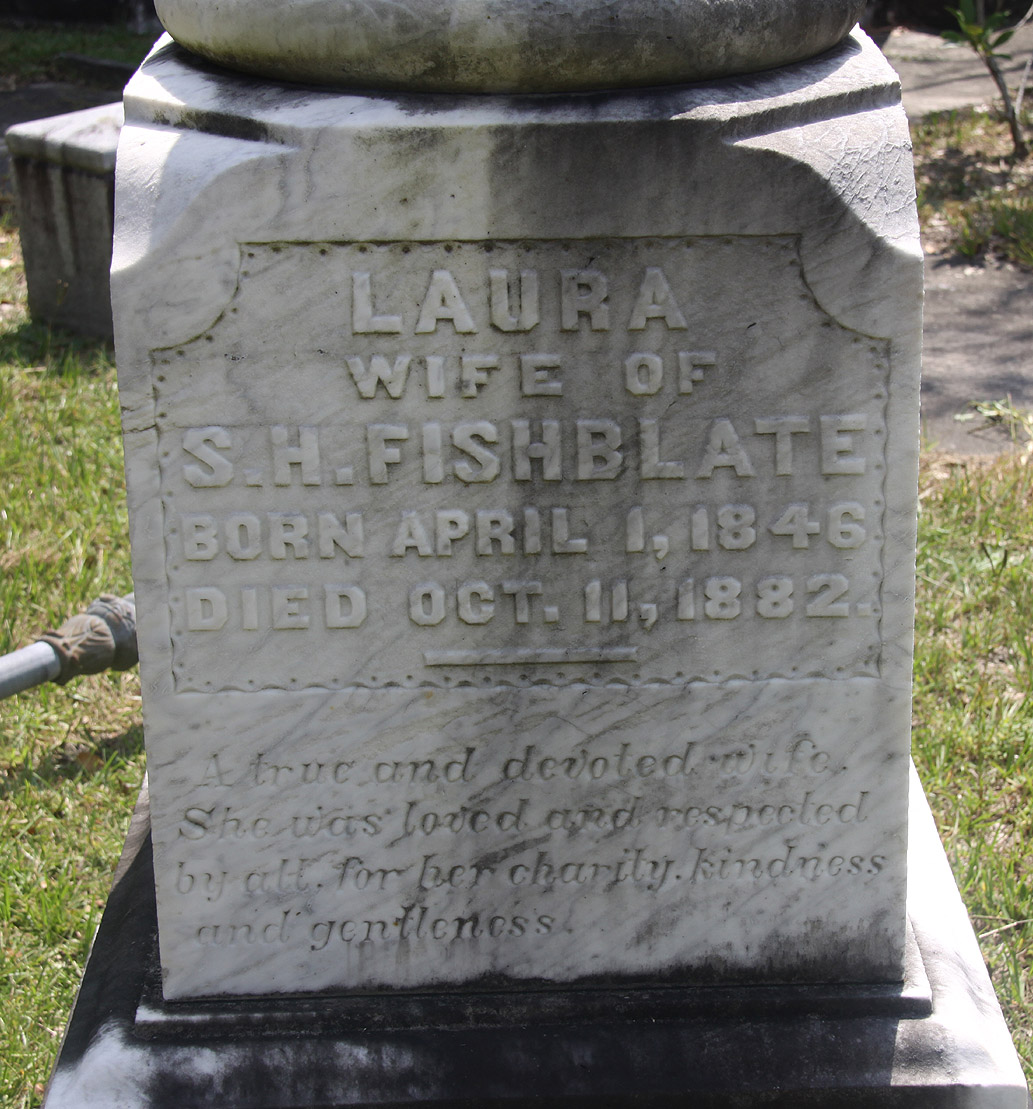 LAURA
WIFE OF
S.H. FISHBLATE
BORN APRIL 1, 1846
DIED OCT. 11, 1882.
A true and devoted wife.
She was loved and respected
by all, for her charity, kindness
and gentleness.